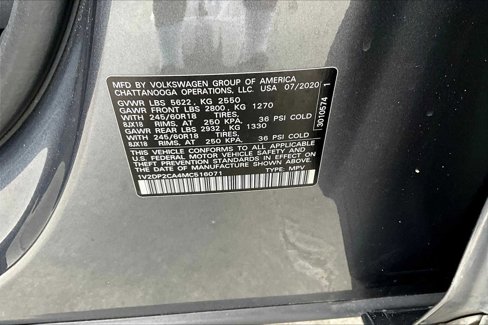 MFD BY VOLKSWAGEN GROUP OF AMERICA
CHATTANOOGA OPERATIONS, LLC. USA 07/2020
GVWR LBS 5622, KG 2550
GAWR FRONT LBS 2800, KG 1270
WITH 245/60R18 TIRES,
8JX18 RIMS, AT 250 KPA, 36 PSI COLD
GAWR REAR LBS 2932, KG 1330
WITH 245/60R18 TIRES,
8JX18 RIMS, AT 250 KPA, 36 PSI COLD
THIS VEHICLE CONFORMS TO ALL APPLICABLE
U.S. FEDERAL MOTOR VEHICLE SAFETY AND
THEFT PREVENTION STANDARDS IN EFFECT ON
THE DATE OF MANUFACTURE SHOWN ABOVE.
1V2DP2CA4MC516071 TYPE: MPV
3010574 1